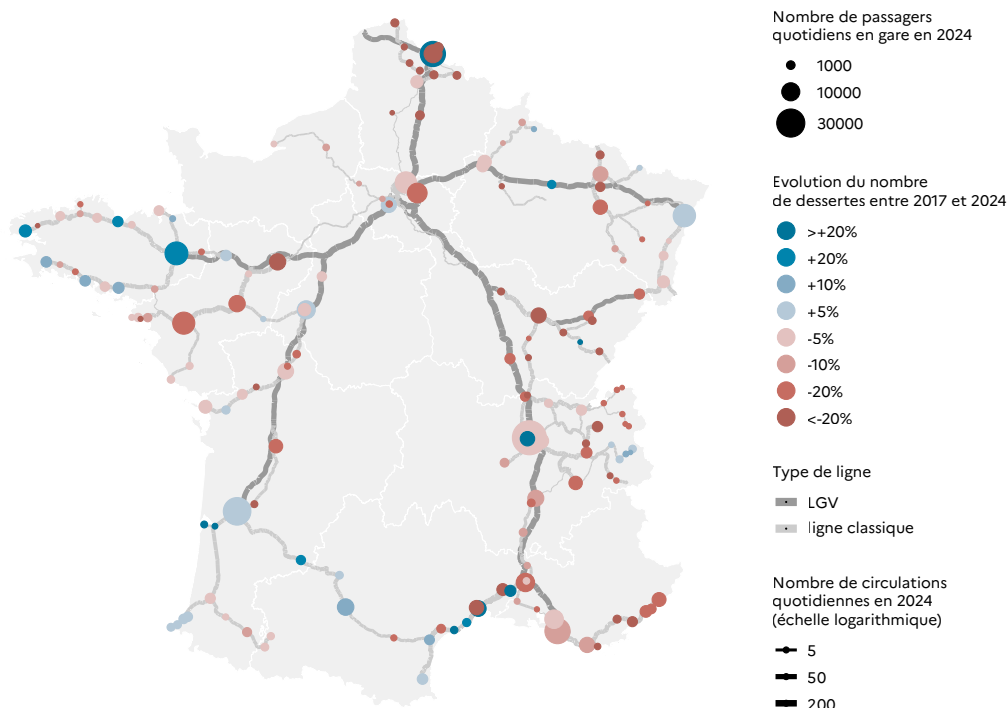 Nombre de passagers
quotidiens en gare en 2024
1000
10000
30000
Evolution du nombre
de dessertes entre 2017 et 2024
>+20%
+20%
+10%
+5%
-5%
-10%
-20%
<-20%
Type de ligne
LGV
ligne classique
Nombre de circulations
quotidiennes en 2024
(échelle logarithmique)
5
50
200